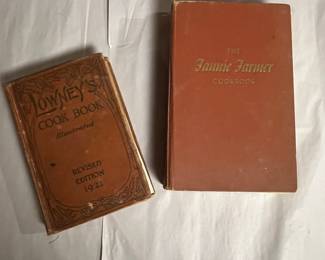 LOWNEY'S
COOK BOOK
Illustrated
REVISED
EDITION
1921
THE
Fannie Farmer
COOKBOOK